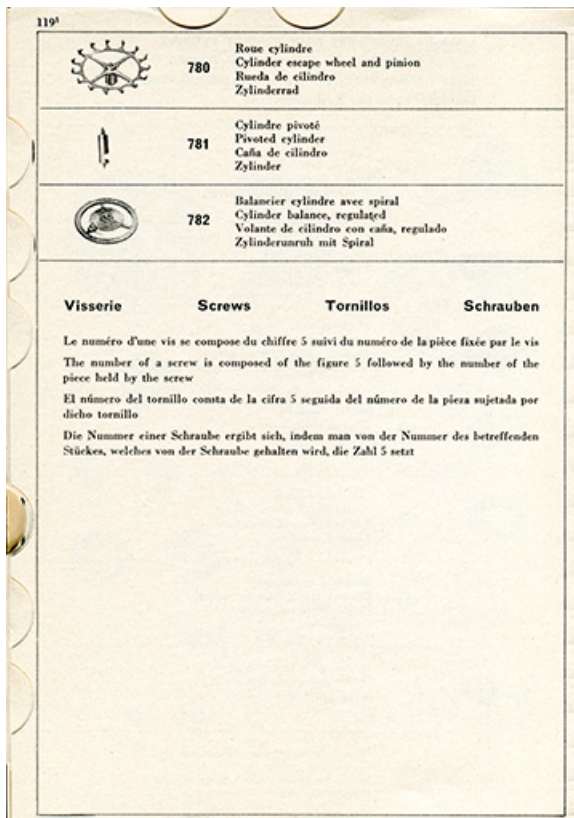 119¹
780
Roue cylindre
Cylinder escape wheel and pinion
Rueda de cilindro
Zylinderrad
781
Cylindre pivoté
Pivoted cylinder
Caña de cilindro
Zylinder
782
Balancier cylindre avec spiral
Cylinder balance, regulated
Volante de cilindro con caña, regulado
Zylinderunruh mit Spiral
Visserie Screws Tornillos Schrauben
Le numéro d'une vis se compose du chiffre 5 suivi du numéro de la pièce fixée par le vis
The number of a screw is composed of the figure 5 followed by the number of the
piece held by the screw
El número del tornillo consta de la cifra 5 seguida del número de la pieza sujetada por
dicho tornillo
Die Nummer einer Schraube ergibt sich, indem man von der Nummer des betreffenden
Stückes, welches von der Schraube gehalten wird, die Zahl 5 setzt